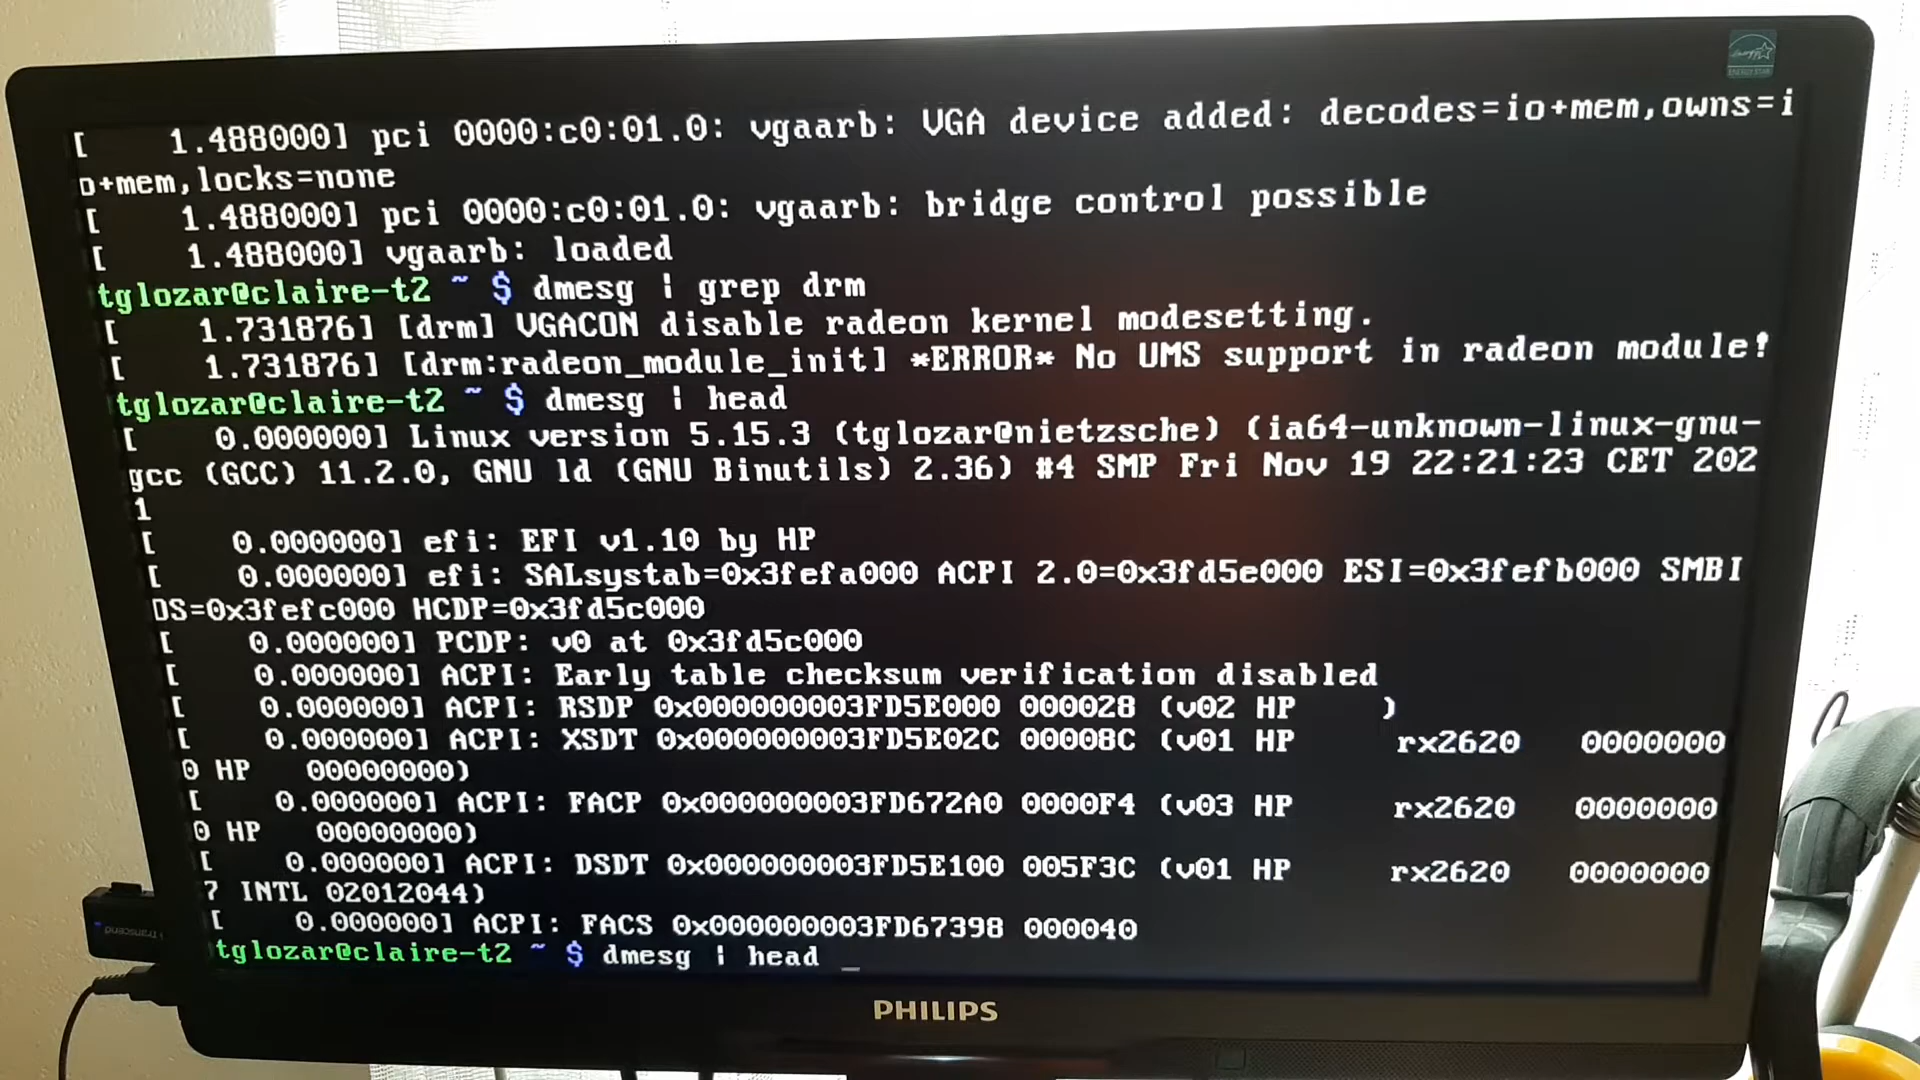 ENERGY STAR
[    1.488000] pci 0000:c0:01.0: vgaarb: VGA device added: decodes=io+mem,owns=i
o+mem,locks=none
[    1.488000] pci 0000:c0:01.0: vgaarb: bridge control possible
[    1.488000] vgaarb: loaded
tglozar@claire-t2 ~ $ dmesg | grep drm
[    1.731876] [drm] VGACON disable radeon kernel modesetting.
[    1.731876] [drm:radeon_module_init] *ERROR* No UMS support in radeon module!
tglozar@claire-t2 ~ $ dmesg | head
[    0.000000] Linux version 5.15.3 (tglozar@nietzsche) (ia64-unknown-linux-gnu-
gcc (GCC) 11.2.0, GNU ld (GNU Binutils) 2.36) #4 SMP Fri Nov 19 22:21:23 CET 202
1
[    0.000000] efi: EFI v1.10 by HP
[    0.000000] efi: SALsystab=0x3fefa000 ACPI 2.0=0x3fd5e000 ESI=0x3fefb000 SMBI
OS=0x3fefc000 HCDP=0x3fd5c000
[    0.000000] PCDP: v0 at 0x3fd5c000
[    0.000000] ACPI: Early table checksum verification disabled
[    0.000000] ACPI: RSDP 0x000000003FD5E000 000028 (v02 HP    )
[    0.000000] ACPI: XSDT 0x000000003FD5E02C 00008C (v01 HP     rx2620   0000000
0 HP   00000000)
[    0.000000] ACPI: FACP 0x000000003FD672A0 0000F4 (v03 HP     rx2620   0000000
0 HP   00000000)
[    0.000000] ACPI: DSDT 0x000000003FD5E100 005F3C (v01 HP     rx2620   0000000
7 INTL 02012044)
[    0.000000] ACPI: FACS 0x000000003FD67398 000040
tglozar@claire-t2 ~ $ dmesg | head _
Transcend
PHILIPS